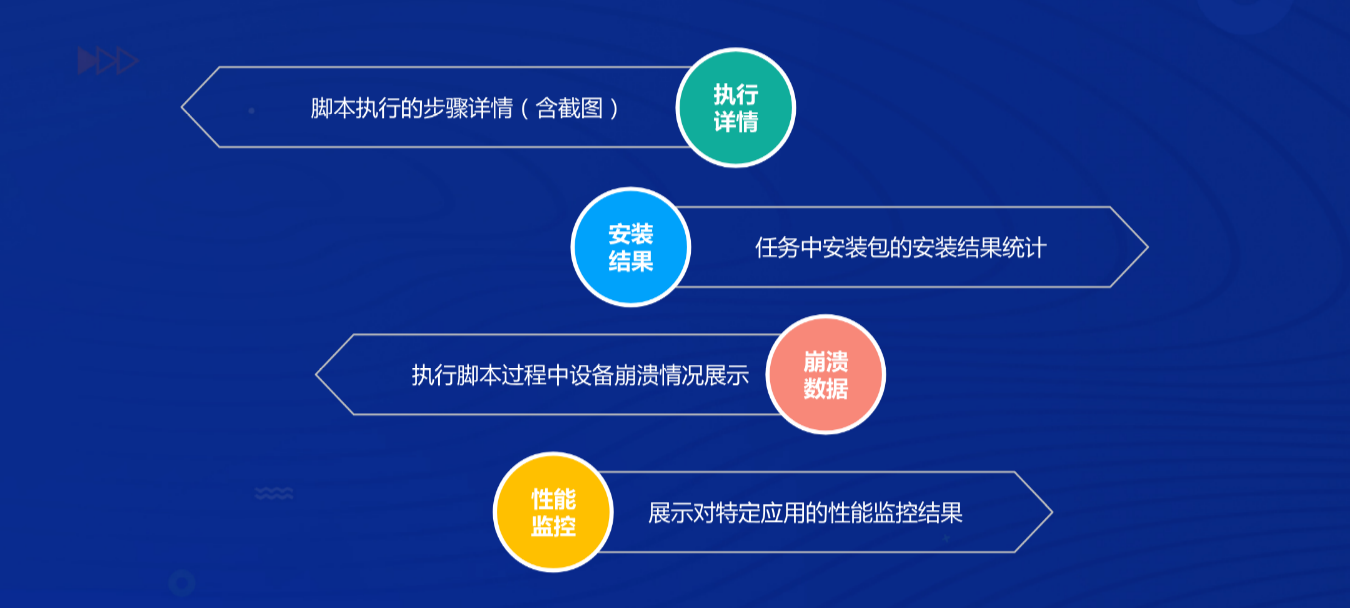 脚本执行的步骤详情（含截图）
执行
详情
安装
结果
任务中安装包的安装结果统计
执行脚本过程中设备崩溃情况展示
崩溃
数据
性能
监控
展示对特定应用的性能监控结果